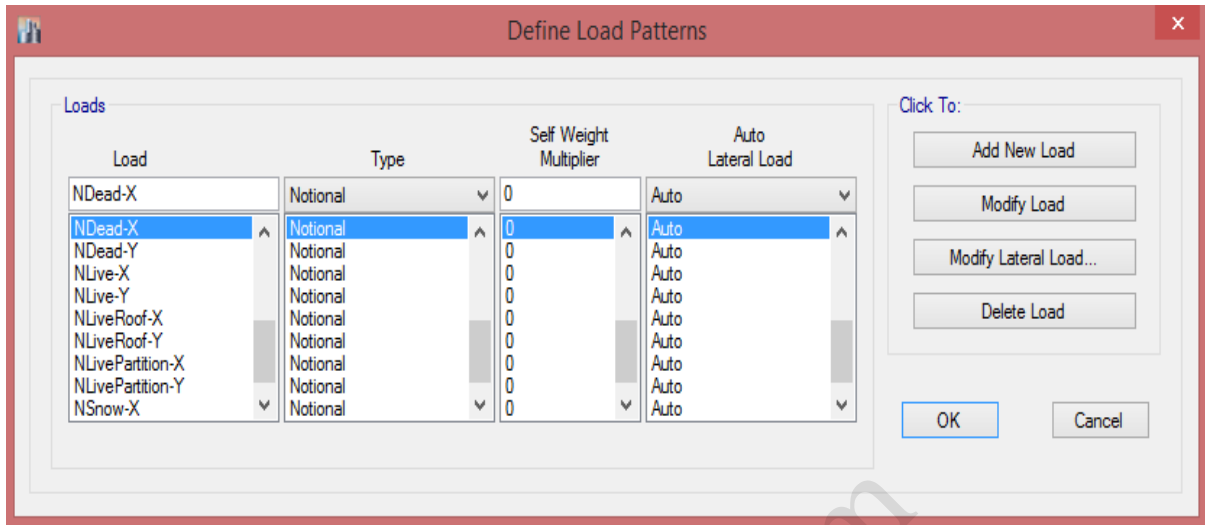 Define Load Patterns
x
Loads
Click To:
Load Type Self Weight Multiplier Auto Lateral Load
NDead-X Notional 0 Auto
NDead-X Notional 0 Auto
NDead-Y Notional 0 Auto
NLive-X Notional 0 Auto
NLive-Y Notional 0 Auto
NLiveRoof-X Notional 0 Auto
NLiveRoof-Y Notional 0 Auto
NLivePartition-X Notional 0 Auto
NLivePartition-Y Notional 0 Auto
NSnow-X Notional 0 Auto
Add New Load
Modify Load
Modify Lateral Load...
Delete Load
OK Cancel